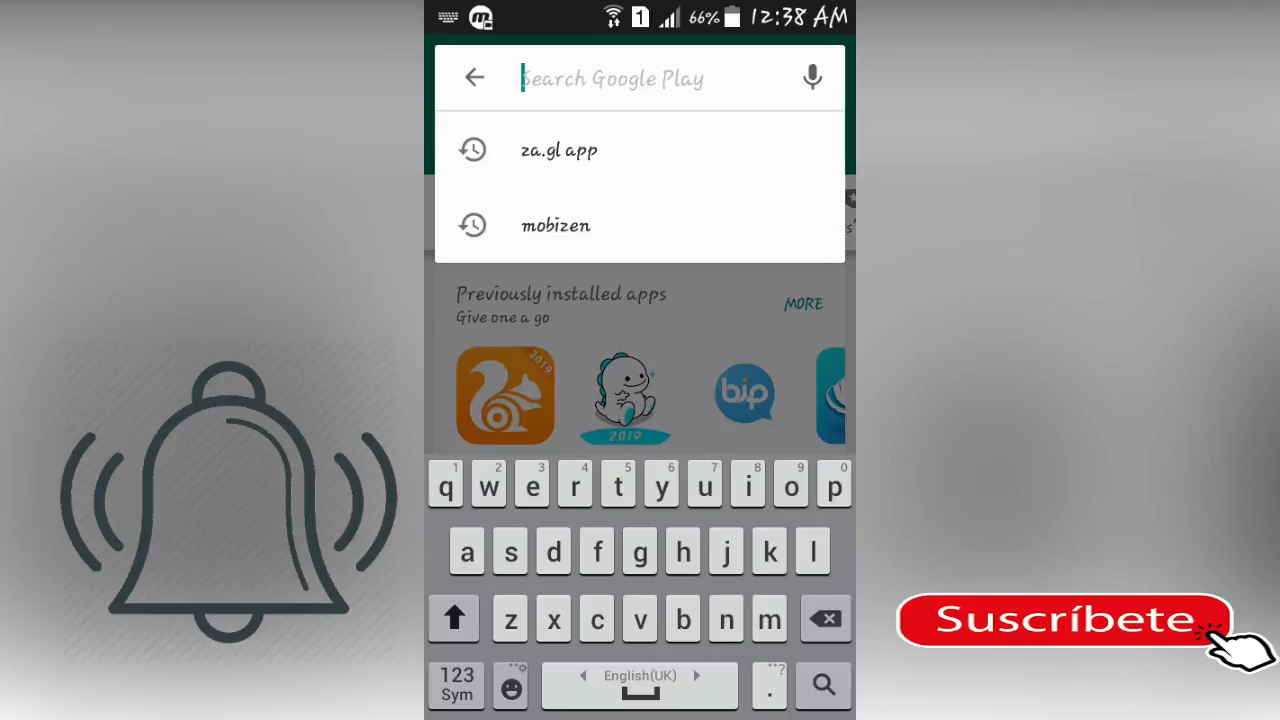 1 66% 12:38 AM
Search Google Play
za.gl app
mobizen
Previously installed apps
MORE
Give one a go
2019
bip
2019
1 2 3 4 5 6 7 8 9 0
q w e r t y u i o p
a s d f g h j k l
z x c v b n m
123
Sym
English(UK)
. ?
Suscríbete